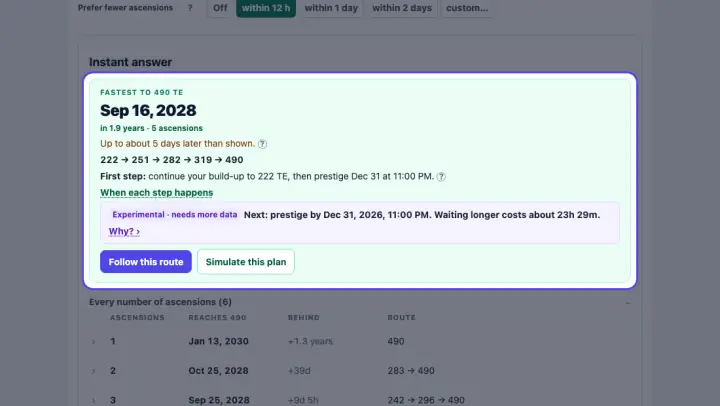 Prefer fewer ascensions ? Off within 12 h within 1 day within 2 days custom...
Instant answer
FASTEST TO 490 TE
Sep 16, 2028
in 1.9 years · 5 ascensions
Up to about 5 days later than shown. ?
222 → 251 → 282 → 319 → 490
First step: continue your build-up to 222 TE, then prestige Dec 31 at 11:00 PM. ?
When each step happens
Experimental · needs more data Next: prestige by Dec 31, 2026, 11:00 PM. Waiting longer costs about 23h 29m.
Why? ›
Follow this route Simulate this plan
Every number of ascensions (6)
ASCENSIONS REACHES 490 BEHIND ROUTE
› 1 Jan 13, 2030 +1.3 years 490
› 2 Oct 25, 2028 +39d 283 → 490
› 3 Sep 25, 2028 +9d 5h 242 → 296 → 490